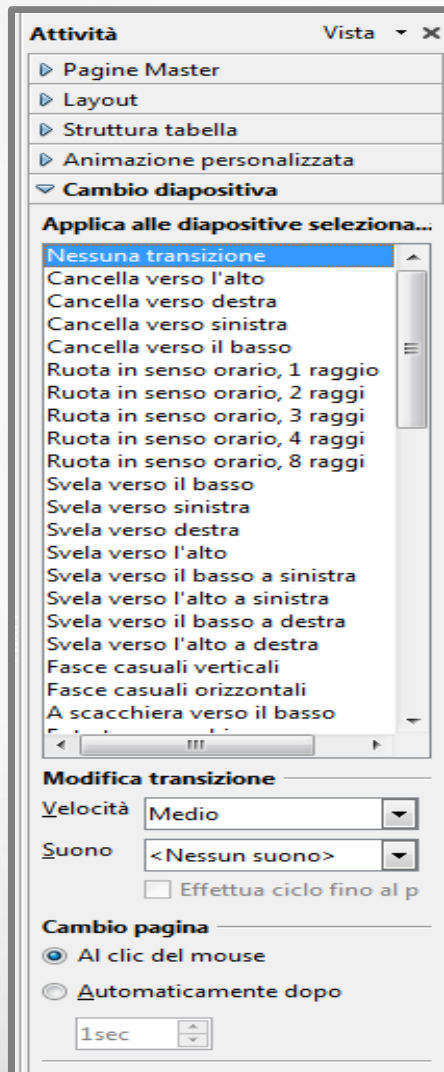 Attività Vista
Pagine Master
Layout
Struttura tabella
Animazione personalizzata
Cambio diapositiva
Applica alle diapositive seleziona...
Nessuna transizione
Cancella verso l'alto
Cancella verso destra
Cancella verso sinistra
Cancella verso il basso
Ruota in senso orario, 1 raggio
Ruota in senso orario, 2 raggi
Ruota in senso orario, 3 raggi
Ruota in senso orario, 4 raggi
Ruota in senso orario, 8 raggi
Svela verso il basso
Svela verso sinistra
Svela verso destra
Svela verso l'alto
Svela verso il basso a sinistra
Svela verso l'alto a sinistra
Svela verso il basso a destra
Svela verso l'alto a destra
Fasce casuali verticali
Fasce casuali orizzontali
A scacchiera verso il basso
Modifica transizione
Velocità Medio
Suono <Nessun suono>
Effettua ciclo fino al p
Cambio pagina
Al clic del mouse
Automaticamente dopo
1sec